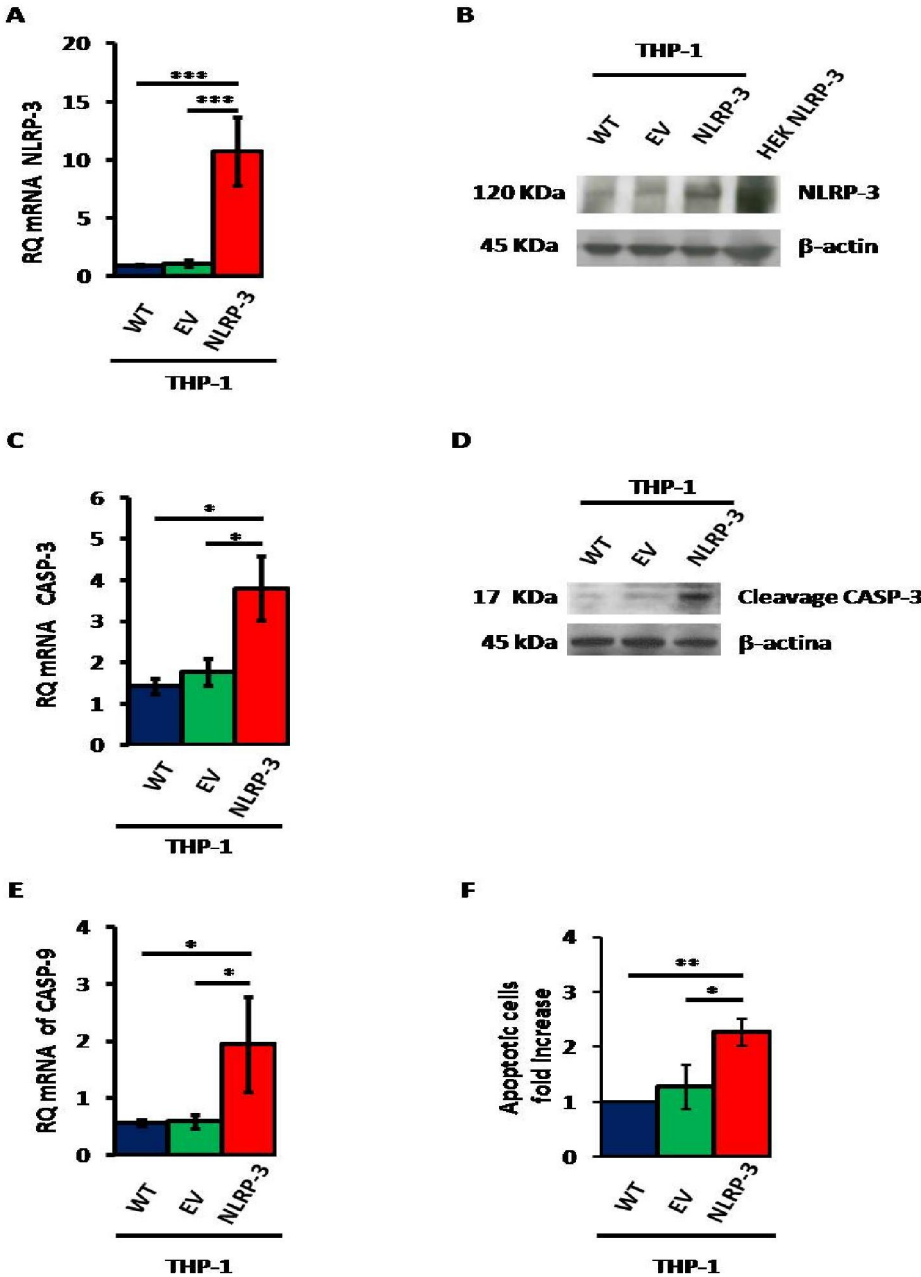 A
20
15
10
5
0
RQ mRNA NLRP-3
***
***
WT
EV
NLRP-3
THP-1
B
THP-1
WT
EV
NLRP-3
HEK NLRP-3
120 KDa
NLRP-3
45 KDa
β-actin
C
6
5
4
3
2
1
0
RQ mRNA CASP-3
*
*
WT
EV
NLRP-3
THP-1
D
THP-1
WT
EV
NLRP-3
17 KDa
Cleavage CASP-3
45 kDa
β-actina
E
4
3
2
1
0
RQ mRNA of CASP-9
*
*
WT
EV
NLRP-3
THP-1
F
4
3
2
1
0
Apoptotic cells
fold Increase
**
*
WT
EV
NLRP-3
THP-1